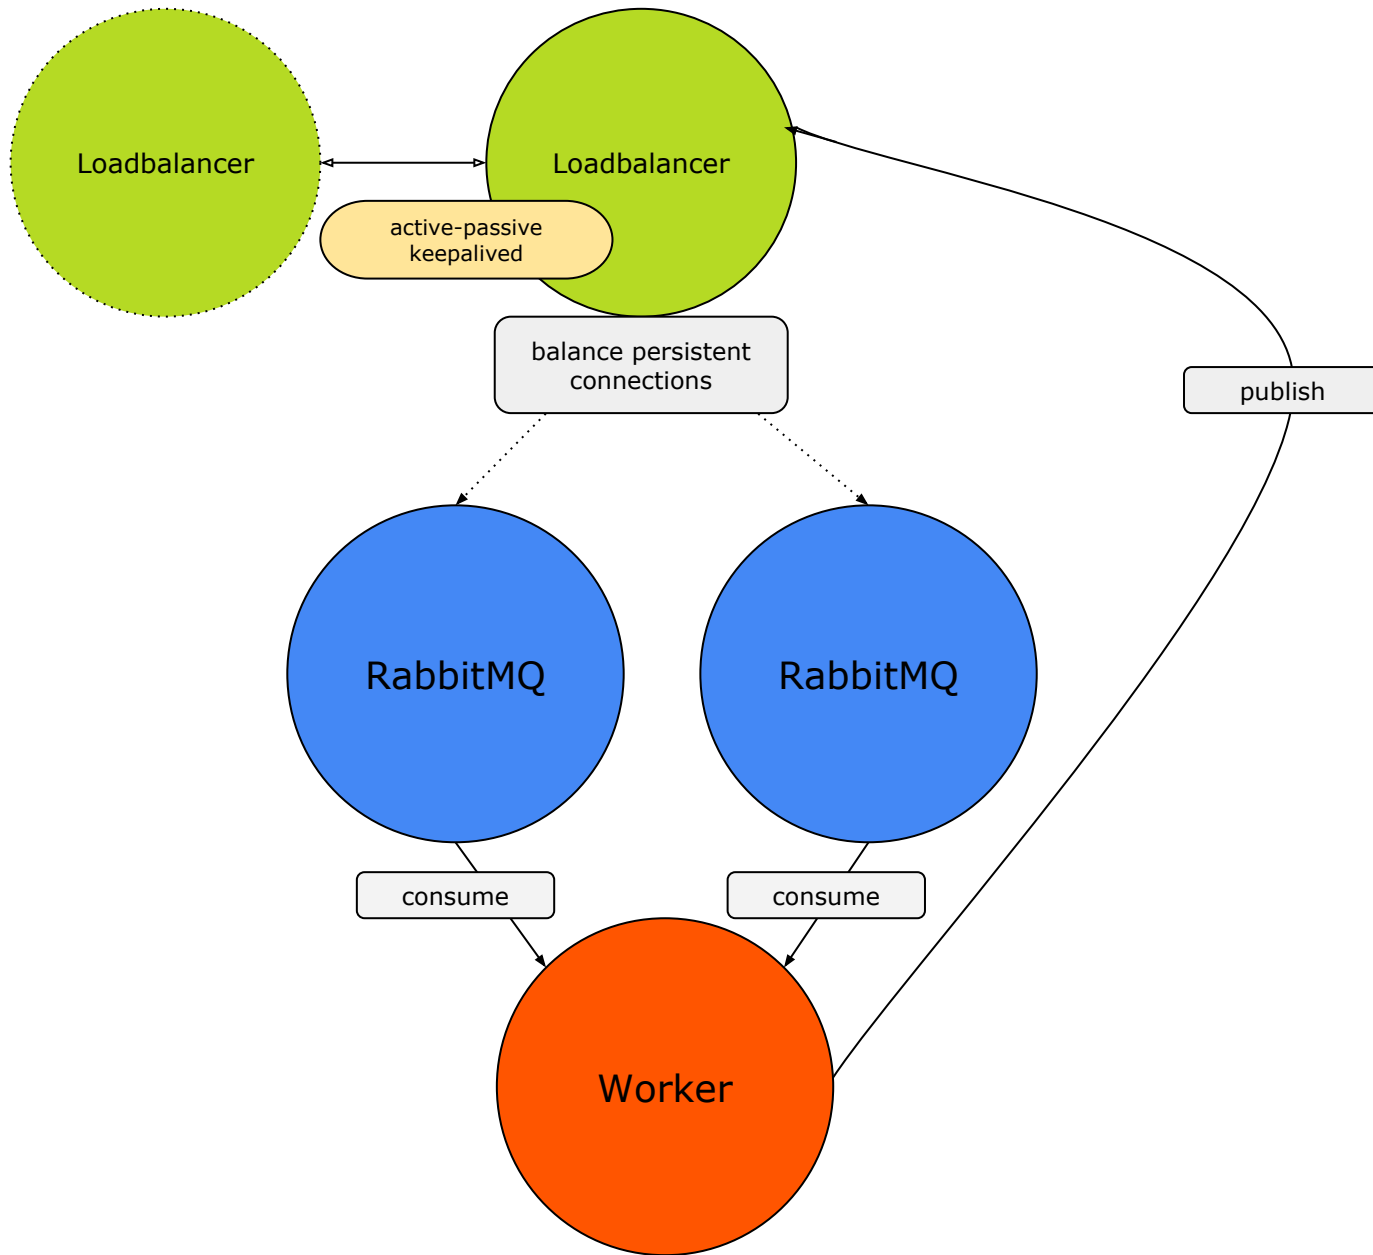 Loadbalancer
Loadbalancer
active-passive
keepalived
balance persistent
connections
publish
RabbitMQ
RabbitMQ
consume
consume
Worker